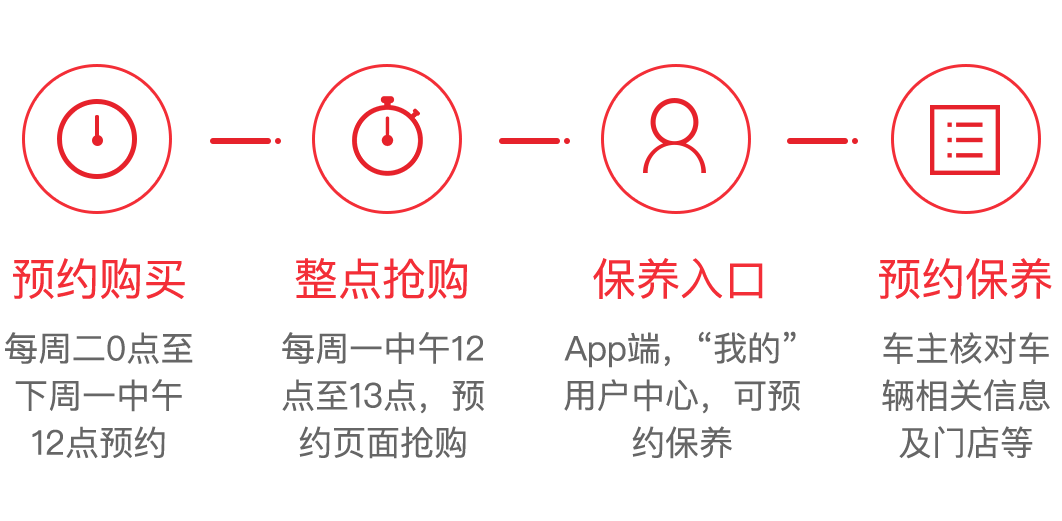 预约购买
每周二0点至
下周一中午
12点预约
整点抢购
每周一中午12
点至13点，预
约页面抢购
保养入口
App端，“我的”
用户中心，可预
约保养
预约保养
车主核对车
辆相关信息
及门店等